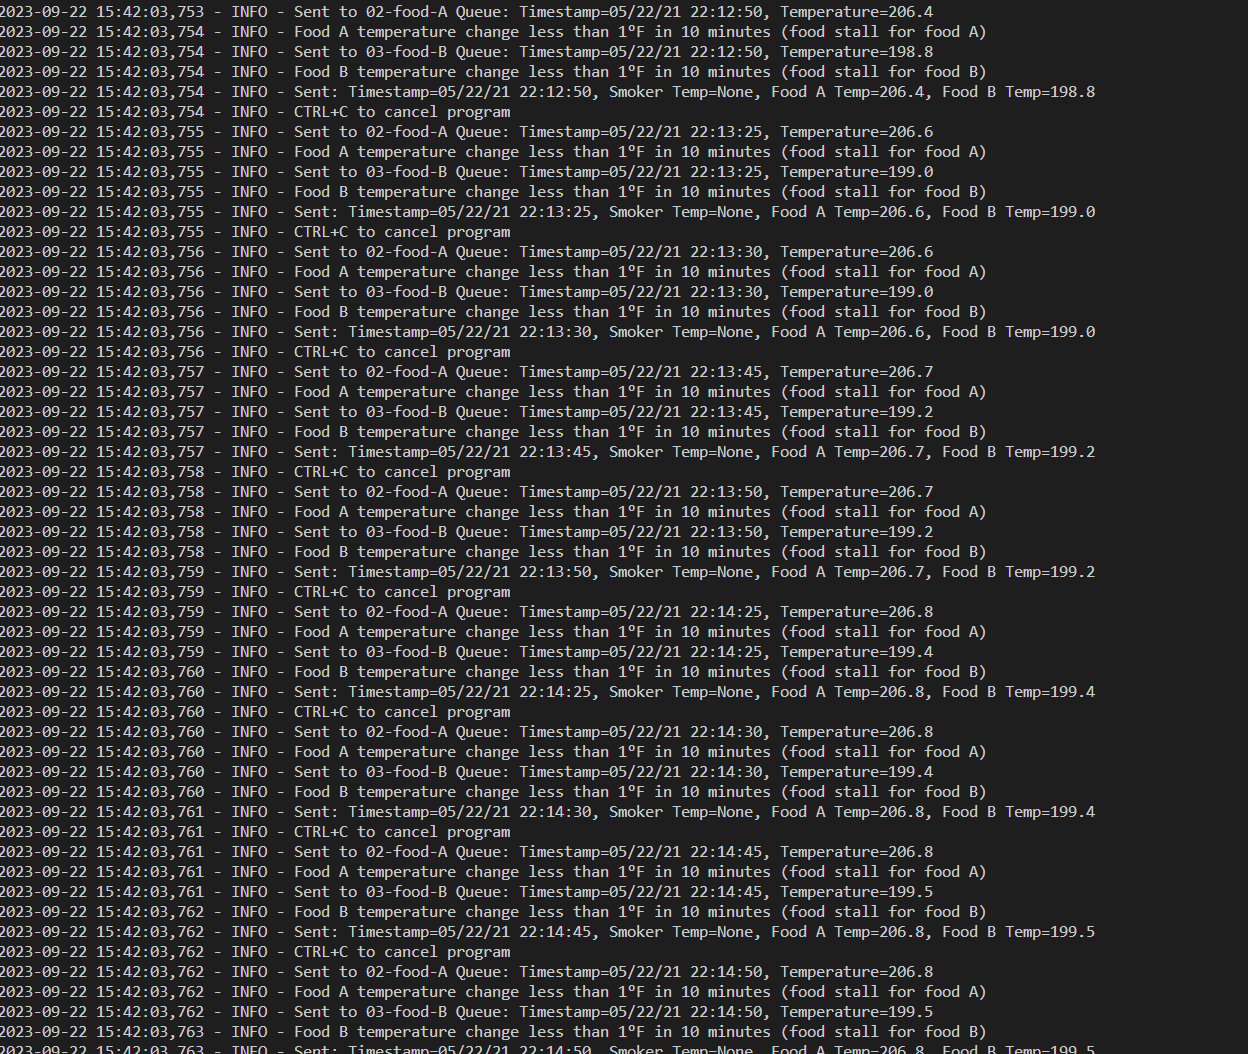 2023-09-22 15:42:03,753 - INFO - Sent to 02-food-A Queue: Timestamp=05/22/21 22:12:50, Temperature=206.4
2023-09-22 15:42:03,754 - INFO - Food A temperature change less than 1ºF in 10 minutes (food stall for food A)
2023-09-22 15:42:03,754 - INFO - Sent to 03-food-B Queue: Timestamp=05/22/21 22:12:50, Temperature=198.8
2023-09-22 15:42:03,754 - INFO - Food B temperature change less than 1ºF in 10 minutes (food stall for food B)
2023-09-22 15:42:03,754 - INFO - Sent: Timestamp=05/22/21 22:12:50, Smoker Temp=None, Food A Temp=206.4, Food B Temp=198.8
2023-09-22 15:42:03,754 - INFO - CTRL+C to cancel program
2023-09-22 15:42:03,755 - INFO - Sent to 02-food-A Queue: Timestamp=05/22/21 22:13:25, Temperature=206.6
2023-09-22 15:42:03,755 - INFO - Food A temperature change less than 1ºF in 10 minutes (food stall for food A)
2023-09-22 15:42:03,755 - INFO - Sent to 03-food-B Queue: Timestamp=05/22/21 22:13:25, Temperature=199.0
2023-09-22 15:42:03,755 - INFO - Food B temperature change less than 1ºF in 10 minutes (food stall for food B)
2023-09-22 15:42:03,755 - INFO - Sent: Timestamp=05/22/21 22:13:25, Smoker Temp=None, Food A Temp=206.6, Food B Temp=199.0
2023-09-22 15:42:03,755 - INFO - CTRL+C to cancel program
2023-09-22 15:42:03,756 - INFO - Sent to 02-food-A Queue: Timestamp=05/22/21 22:13:30, Temperature=206.6
2023-09-22 15:42:03,756 - INFO - Food A temperature change less than 1ºF in 10 minutes (food stall for food A)
2023-09-22 15:42:03,756 - INFO - Sent to 03-food-B Queue: Timestamp=05/22/21 22:13:30, Temperature=199.0
2023-09-22 15:42:03,756 - INFO - Food B temperature change less than 1ºF in 10 minutes (food stall for food B)
2023-09-22 15:42:03,756 - INFO - Sent: Timestamp=05/22/21 22:13:30, Smoker Temp=None, Food A Temp=206.6, Food B Temp=199.0
2023-09-22 15:42:03,756 - INFO - CTRL+C to cancel program
2023-09-22 15:42:03,757 - INFO - Sent to 02-food-A Queue: Timestamp=05/22/21 22:13:45, Temperature=206.7
2023-09-22 15:42:03,757 - INFO - Food A temperature change less than 1ºF in 10 minutes (food stall for food A)
2023-09-22 15:42:03,757 - INFO - Sent to 03-food-B Queue: Timestamp=05/22/21 22:13:45, Temperature=199.2
2023-09-22 15:42:03,757 - INFO - Food B temperature change less than 1ºF in 10 minutes (food stall for food B)
2023-09-22 15:42:03,757 - INFO - Sent: Timestamp=05/22/21 22:13:45, Smoker Temp=None, Food A Temp=206.7, Food B Temp=199.2
2023-09-22 15:42:03,758 - INFO - CTRL+C to cancel program
2023-09-22 15:42:03,758 - INFO - Sent to 02-food-A Queue: Timestamp=05/22/21 22:13:50, Temperature=206.7
2023-09-22 15:42:03,758 - INFO - Food A temperature change less than 1ºF in 10 minutes (food stall for food A)
2023-09-22 15:42:03,758 - INFO - Sent to 03-food-B Queue: Timestamp=05/22/21 22:13:50, Temperature=199.2
2023-09-22 15:42:03,758 - INFO - Food B temperature change less than 1ºF in 10 minutes (food stall for food B)
2023-09-22 15:42:03,759 - INFO - Sent: Timestamp=05/22/21 22:13:50, Smoker Temp=None, Food A Temp=206.7, Food B Temp=199.2
2023-09-22 15:42:03,759 - INFO - CTRL+C to cancel program
2023-09-22 15:42:03,759 - INFO - Sent to 02-food-A Queue: Timestamp=05/22/21 22:14:25, Temperature=206.8
2023-09-22 15:42:03,759 - INFO - Food A temperature change less than 1ºF in 10 minutes (food stall for food A)
2023-09-22 15:42:03,759 - INFO - Sent to 03-food-B Queue: Timestamp=05/22/21 22:14:25, Temperature=199.4
2023-09-22 15:42:03,760 - INFO - Food B temperature change less than 1ºF in 10 minutes (food stall for food B)
2023-09-22 15:42:03,760 - INFO - Sent: Timestamp=05/22/21 22:14:25, Smoker Temp=None, Food A Temp=206.8, Food B Temp=199.4
2023-09-22 15:42:03,760 - INFO - CTRL+C to cancel program
2023-09-22 15:42:03,760 - INFO - Sent to 02-food-A Queue: Timestamp=05/22/21 22:14:30, Temperature=206.8
2023-09-22 15:42:03,760 - INFO - Food A temperature change less than 1ºF in 10 minutes (food stall for food A)
2023-09-22 15:42:03,760 - INFO - Sent to 03-food-B Queue: Timestamp=05/22/21 22:14:30, Temperature=199.4
2023-09-22 15:42:03,760 - INFO - Food B temperature change less than 1ºF in 10 minutes (food stall for food B)
2023-09-22 15:42:03,761 - INFO - Sent: Timestamp=05/22/21 22:14:30, Smoker Temp=None, Food A Temp=206.8, Food B Temp=199.4
2023-09-22 15:42:03,761 - INFO - CTRL+C to cancel program
2023-09-22 15:42:03,761 - INFO - Sent to 02-food-A Queue: Timestamp=05/22/21 22:14:45, Temperature=206.8
2023-09-22 15:42:03,761 - INFO - Food A temperature change less than 1ºF in 10 minutes (food stall for food A)
2023-09-22 15:42:03,761 - INFO - Sent to 03-food-B Queue: Timestamp=05/22/21 22:14:45, Temperature=199.5
2023-09-22 15:42:03,762 - INFO - Food B temperature change less than 1ºF in 10 minutes (food stall for food B)
2023-09-22 15:42:03,762 - INFO - Sent: Timestamp=05/22/21 22:14:45, Smoker Temp=None, Food A Temp=206.8, Food B Temp=199.5
2023-09-22 15:42:03,762 - INFO - CTRL+C to cancel program
2023-09-22 15:42:03,762 - INFO - Sent to 02-food-A Queue: Timestamp=05/22/21 22:14:50, Temperature=206.8
2023-09-22 15:42:03,762 - INFO - Food A temperature change less than 1ºF in 10 minutes (food stall for food A)
2023-09-22 15:42:03,762 - INFO - Sent to 03-food-B Queue: Timestamp=05/22/21 22:14:50, Temperature=199.5
2023-09-22 15:42:03,763 - INFO - Food B temperature change less than 1ºF in 10 minutes (food stall for food B)
2023-09-22 15:42:03,763 - INFO - Sent: Timestamp=05/22/21 22:14:50, Smoker Temp=None, Food A Temp=206.8, Food B Temp=199.5